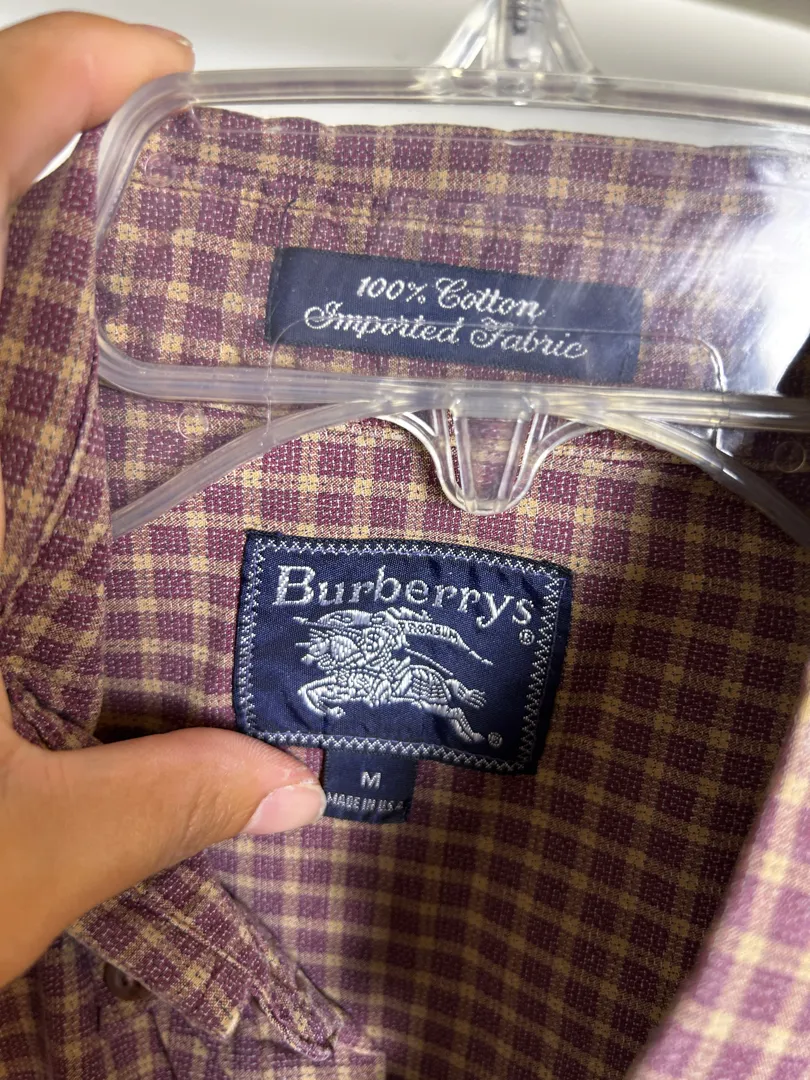 100% Cotton
Imported Fabric
Burberrys
®
PRORSUM
®
M
MADE IN U.S.A